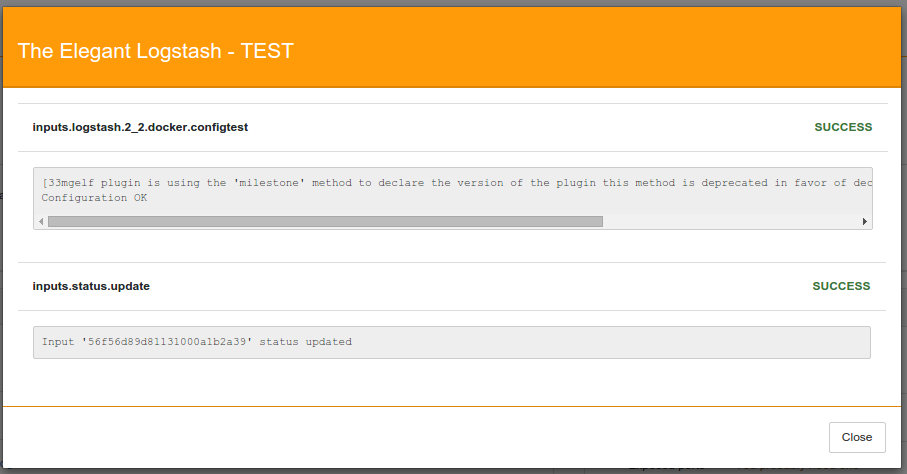 The Elegant Logstash - TEST
inputs.logstash.2_2.docker.configtest SUCCESS
[33mgelf plugin is using the 'milestone' method to declare the version of the plugin this method is deprecated in favor of dec
Configuration OK
inputs.status.update SUCCESS
Input '56f56d89d81131000a1b2a39' status updated
Close